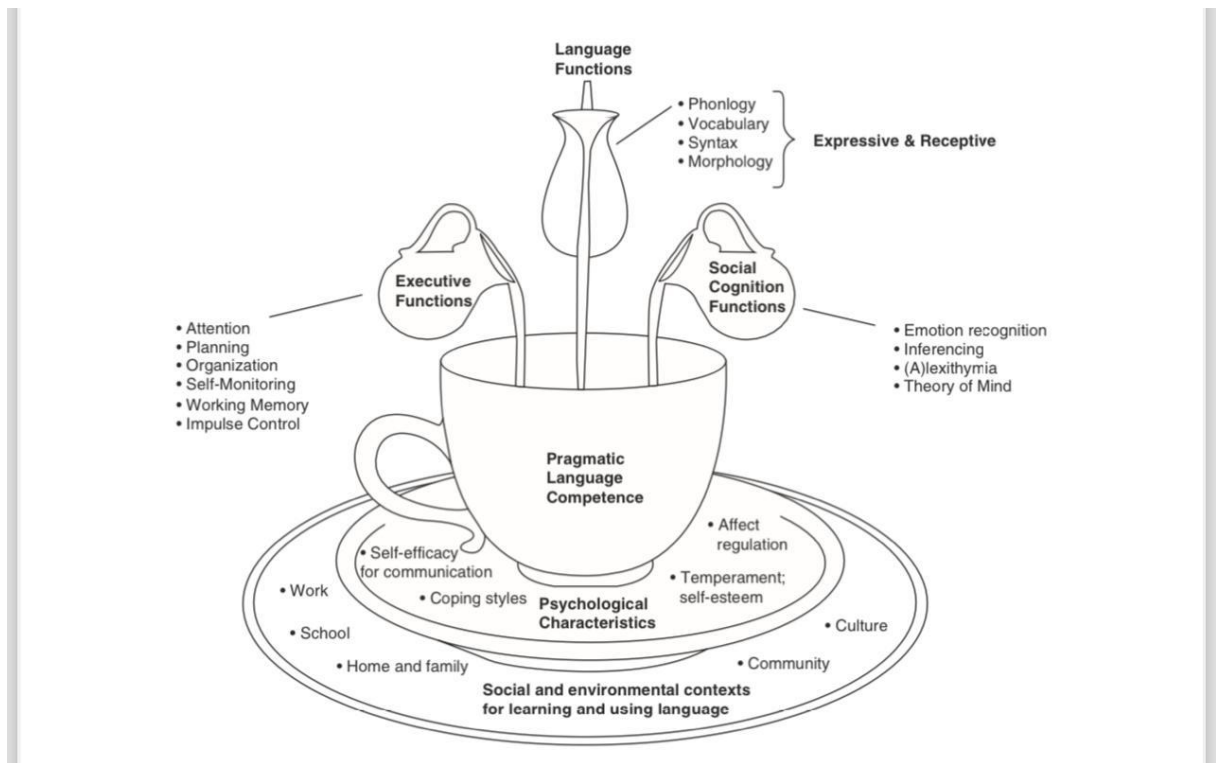 Language
Functions
• Phonlogy
• Vocabulary
• Syntax
• Morphology
Expressive & Receptive
Executive
Functions
Social
Cognition
Functions
• Attention
• Planning
• Organization
• Self-Monitoring
• Working Memory
• Impulse Control
• Emotion recognition
• Inferencing
• (A)lexithymia
• Theory of Mind
Pragmatic
Language
Competence
• Self-efficacy
for communication
• Coping styles
• Affect
regulation
• Temperament;
self-esteem
Psychological
Characteristics
• Work
• School
• Home and family
• Culture
• Community
Social and environmental contexts
for learning and using language